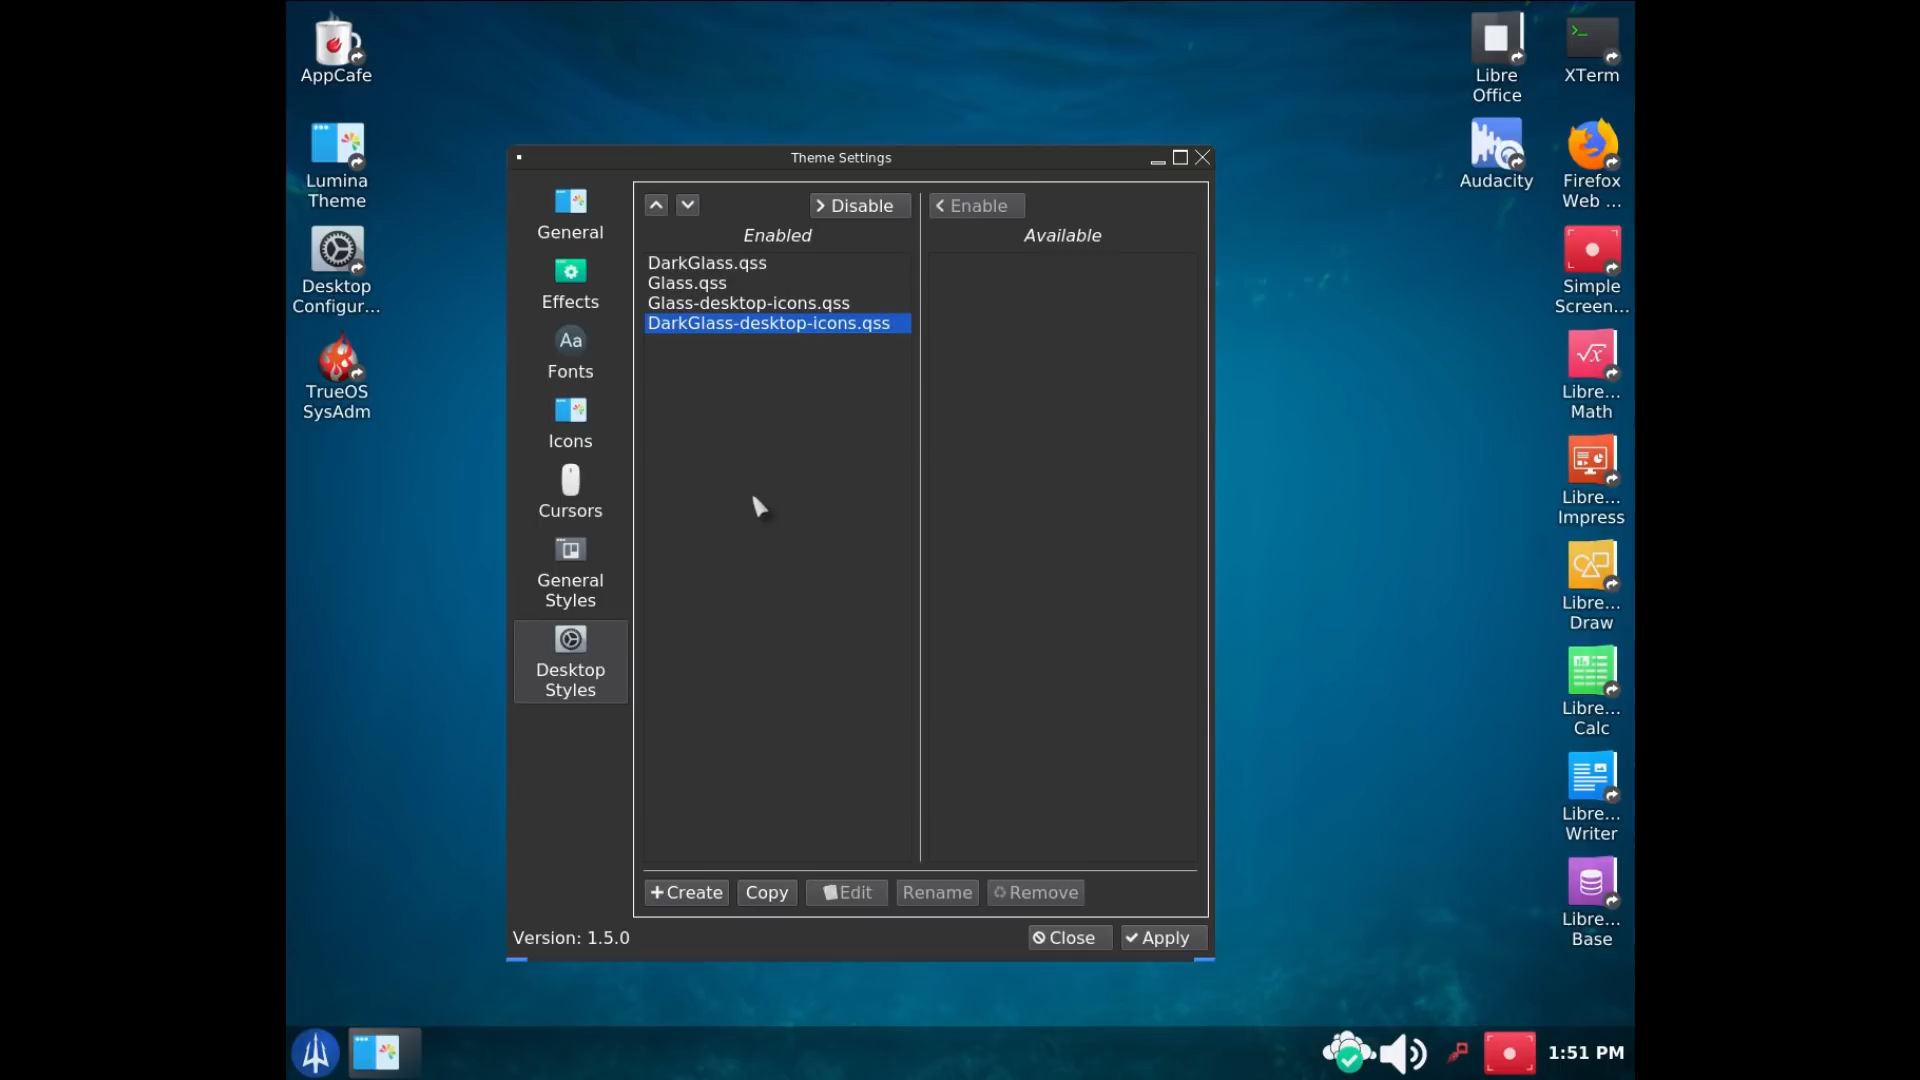 AppCafe
Lumina
Theme
Desktop
Configur...
TrueOS
SysAdm
Theme Settings
General
Effects
Aa
Fonts
Icons
Cursors
General
Styles
Desktop
Styles
Disable
Enable
Enabled
Available
DarkGlass.qss
Glass.qss
Glass-desktop-icons.qss
DarkGlass-desktop-icons.qss
+Create
Copy
Edit
Rename
Remove
Version: 1.5.0
Close
Apply
Libre
Office
Audacity
>_
XTerm
Firefox
Web ...
Simple
Screen...
√x
Libre...
Math
Libre...
Impress
Libre...
Draw
Libre...
Calc
Libre...
Writer
Libre...
Base
1:51 PM